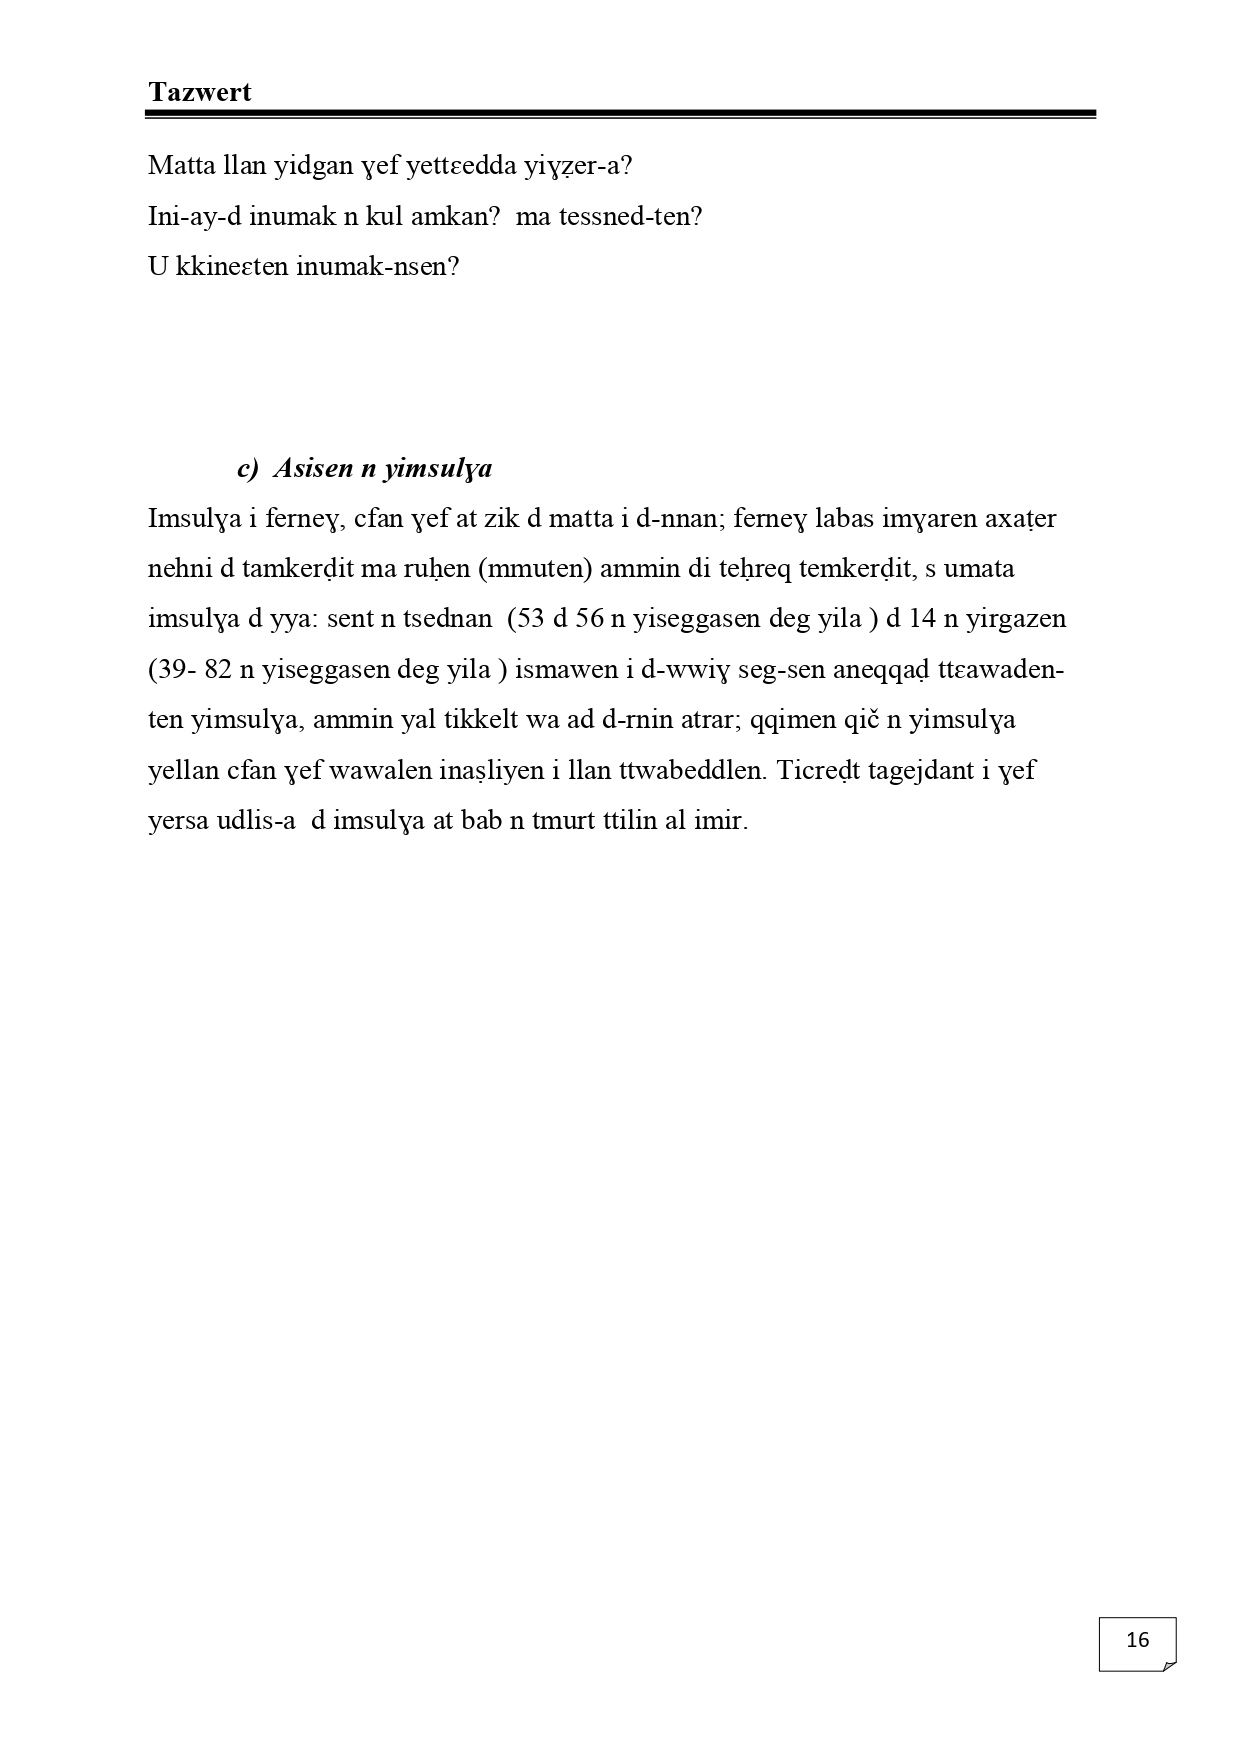 Tazwert
Matta llan yidgan ɣef yettɛedda yiɣẓer-a?
Ini-ay-d inumak n kul amkan?  ma tessned-ten?
U kkineɛten inumak-nsen?
c)  Asisen n yimsulɣa
Imsulɣa i ferneɣ, cfan ɣef at zik d matta i d-nnan; ferneɣ labas imɣaren axaṭer
nehni d tamkerḍit ma ruḥen (mmuten) ammin di teḥreq temkerḍit, s umata
imsulɣa d yya: sent n tsednan  (53 d 56 n yiseggasen deg yila ) d 14 n yirgazen
(39- 82 n yiseggasen deg yila ) ismawen i d-wwiɣ seg-sen aneqqaḍ ttɛawaden-
ten yimsulɣa, ammin yal tikkelt wa ad d-rnin atrar; qqimen qič n yimsulɣa
yellan cfan ɣef wawalen inaṣliyen i llan ttwabeddlen. Ticreḍt tagejdant i ɣef
yersa udlis-a  d imsulɣa at bab n tmurt ttilin al imir.
16